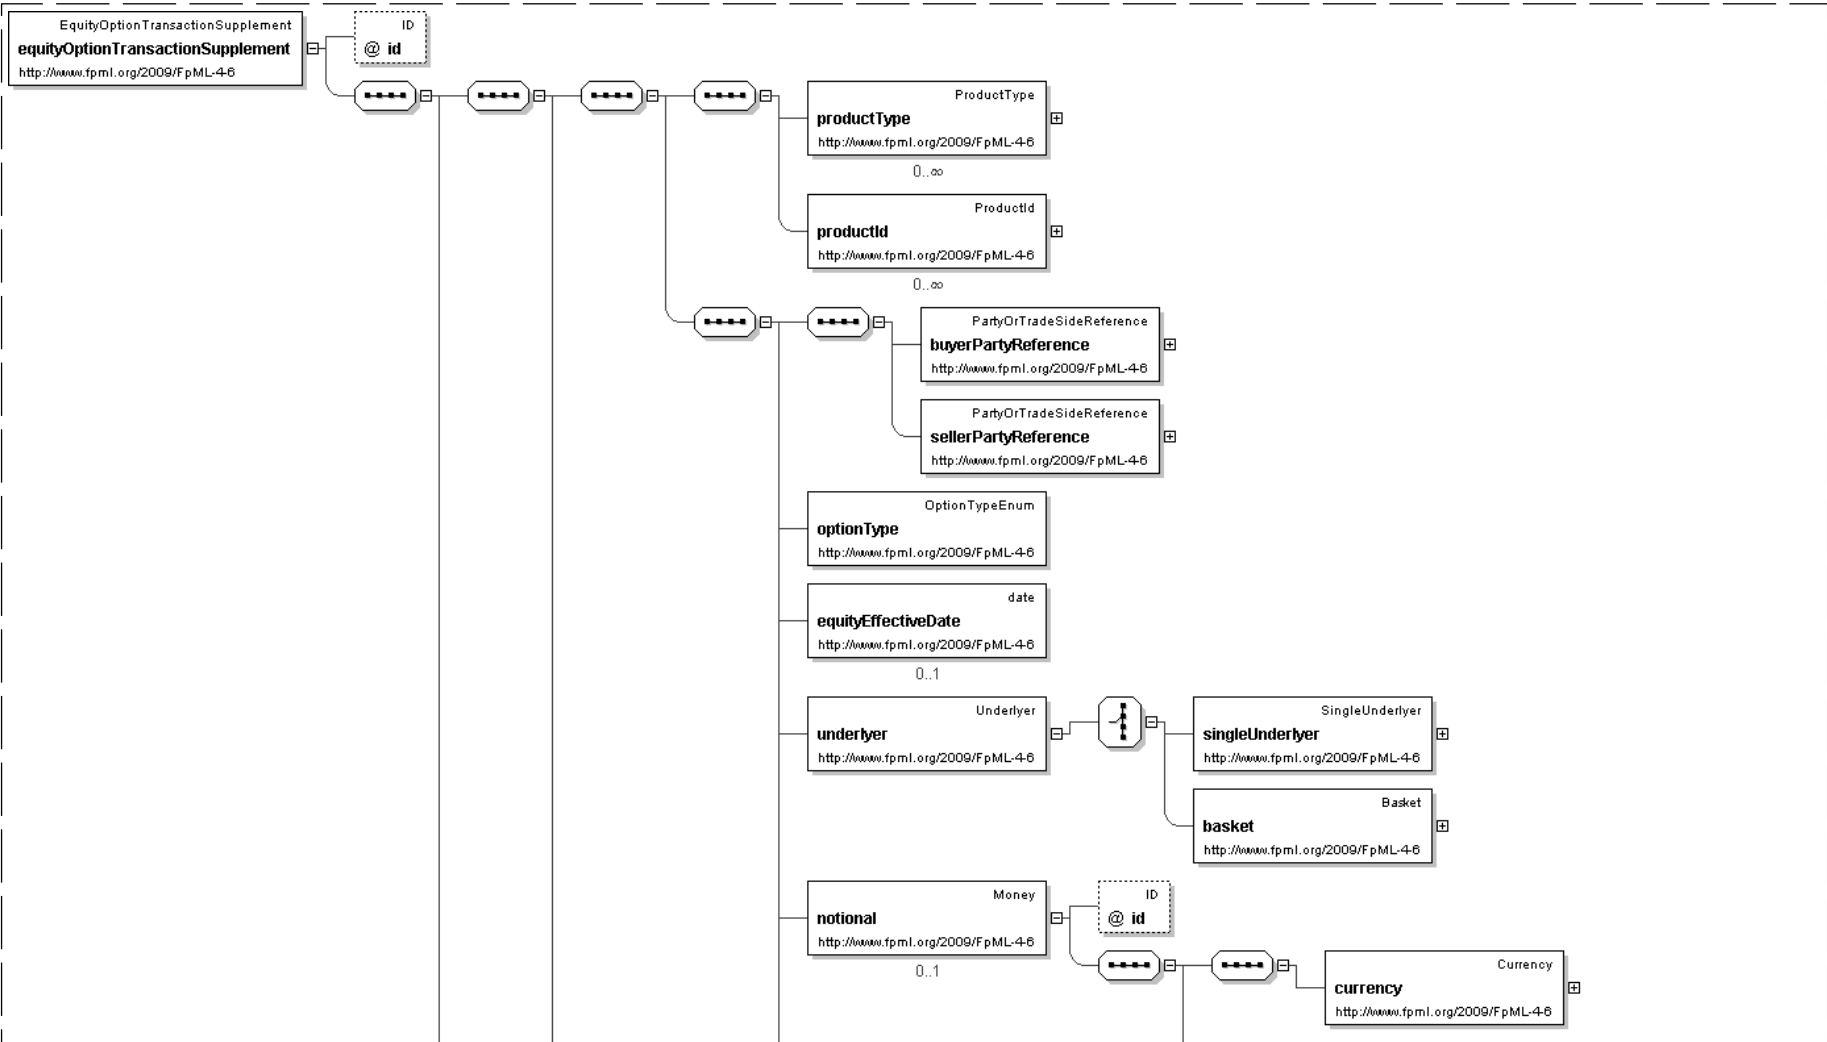 EquityOptionTransactionSupplement
equityOptionTransactionSupplement
http://www.fpml.org/2009/FpML-4-6
ID
@ id
ProductType
productType
http://www.fpml.org/2009/FpML-4-6
0..∞
ProductId
productId
http://www.fpml.org/2009/FpML-4-6
0..∞
PartyOrTradeSideReference
buyerPartyReference
http://www.fpml.org/2009/FpML-4-6
PartyOrTradeSideReference
sellerPartyReference
http://www.fpml.org/2009/FpML-4-6
OptionTypeEnum
optionType
http://www.fpml.org/2009/FpML-4-6
date
equityEffectiveDate
http://www.fpml.org/2009/FpML-4-6
0..1
Underlyer
underlyer
http://www.fpml.org/2009/FpML-4-6
SingleUnderlyer
singleUnderlyer
http://www.fpml.org/2009/FpML-4-6
Basket
basket
http://www.fpml.org/2009/FpML-4-6
Money
notional
http://www.fpml.org/2009/FpML-4-6
0..1
ID
@ id
Currency
currency
http://www.fpml.org/2009/FpML-4-6